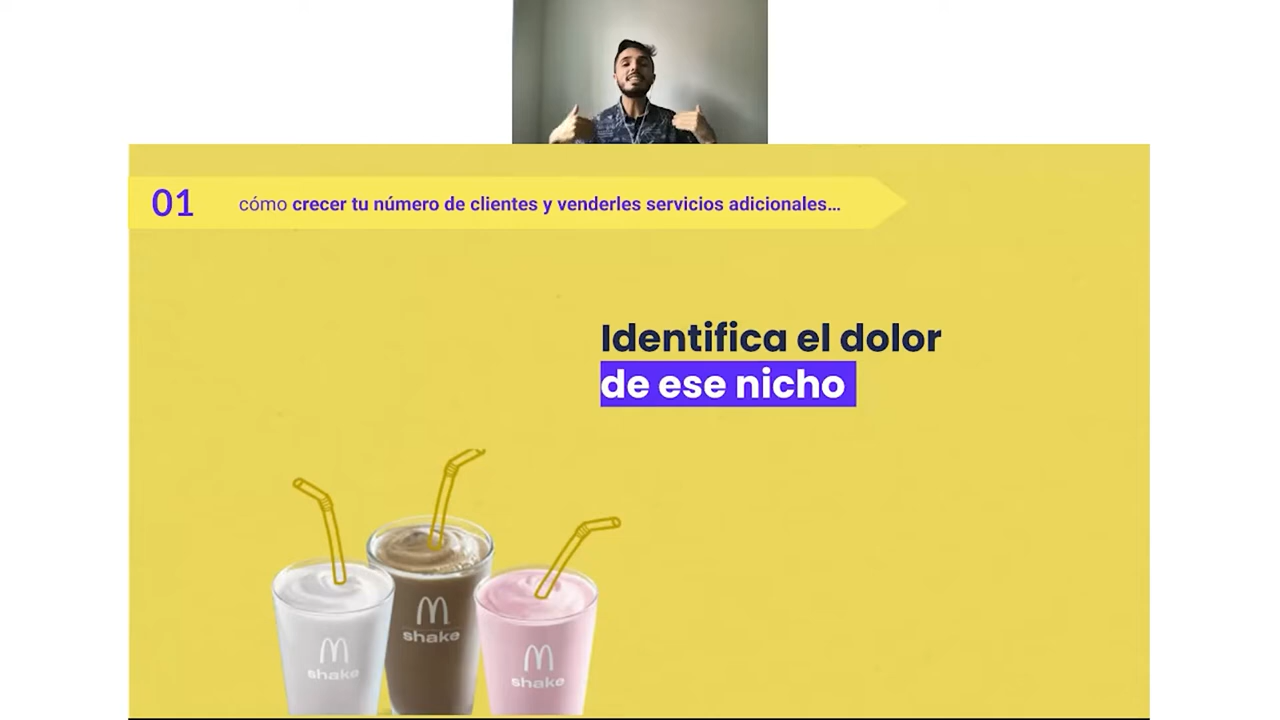 01 cómo crecer tu número de clientes y venderles servicios adicionales...
Identifica el dolor
de ese nicho
M
shake
M
shake
M
shake